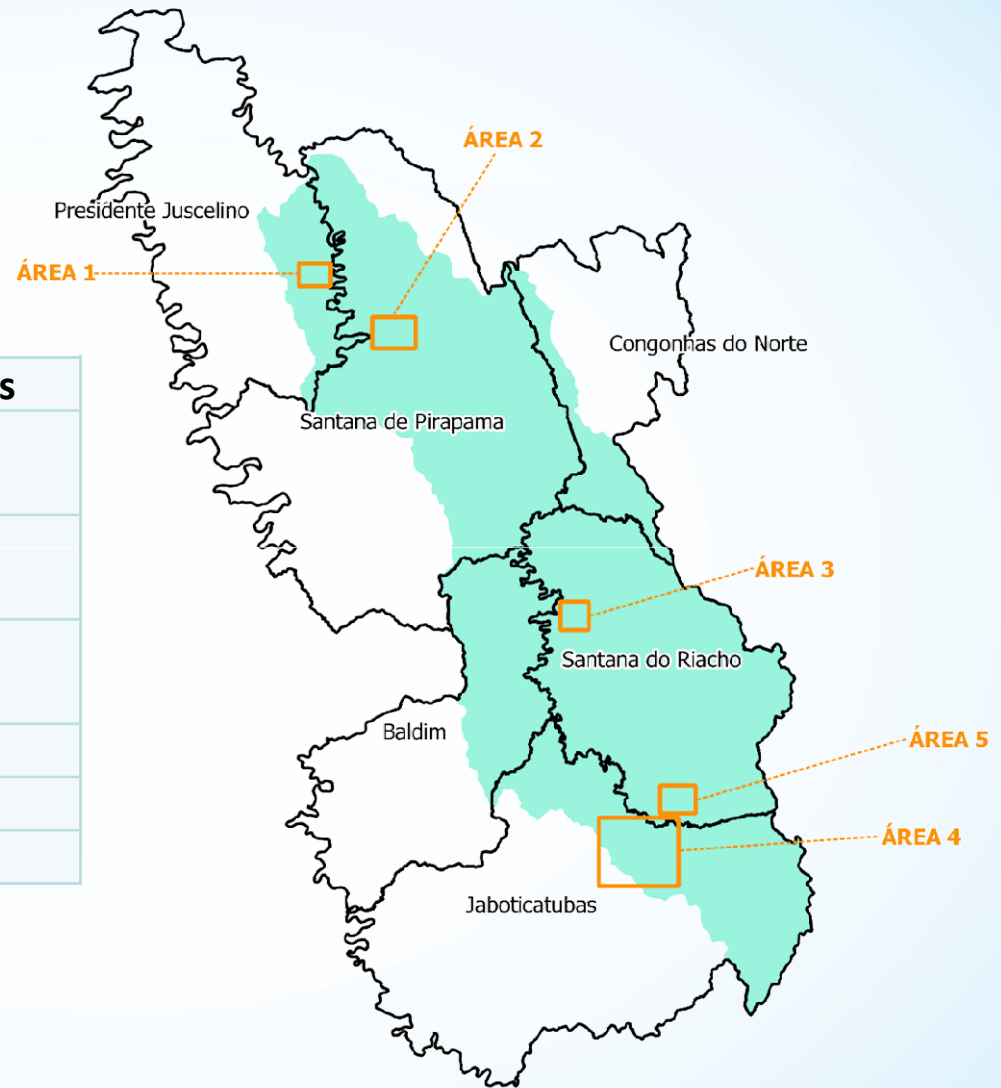 ÁREA 2
Presidente Juscelino
ÁREA 1
Congonhas do Norte
s
Santana de Pirapama
ÁREA 3
Santana do Riacho
Baldim
ÁREA 5
ÁREA 4
Jaboticatubas